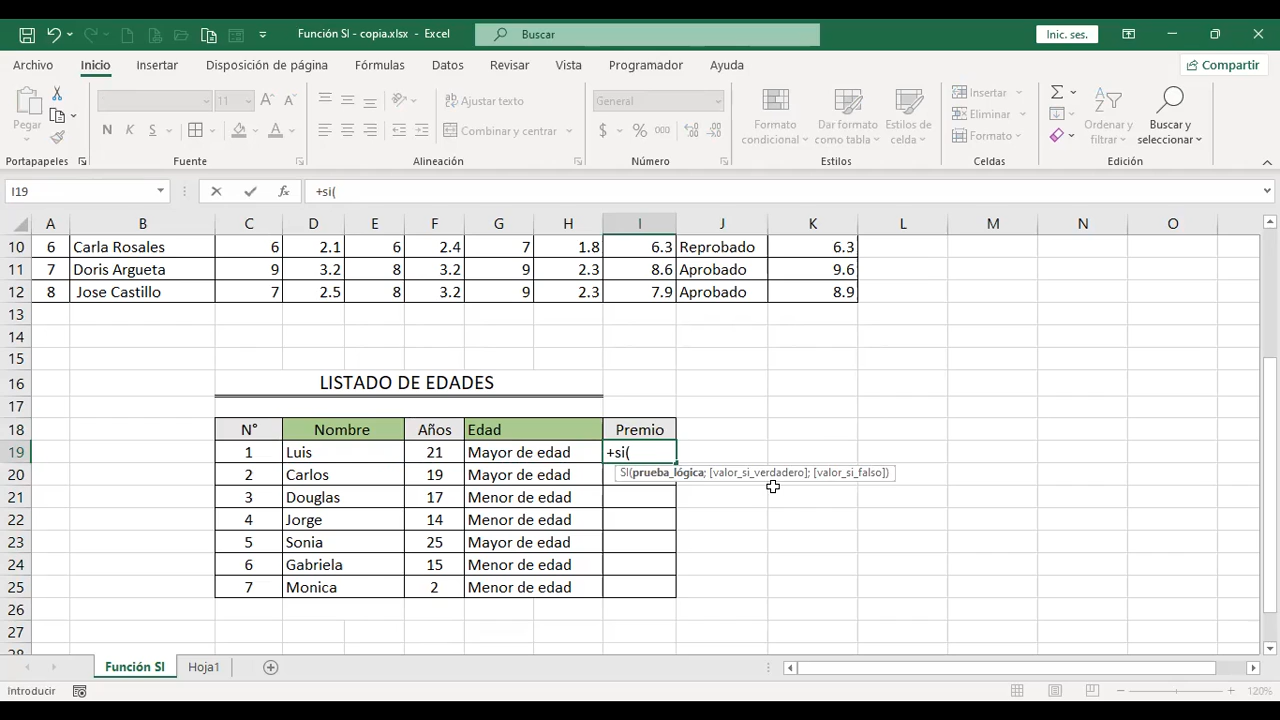 Función SI - copia.xlsx - Excel
Buscar
Inic. ses.
Archivo Inicio Insertar Disposición de página Fórmulas Datos Revisar Vista Programador Ayuda Compartir
Pegar
11
N K S
A A
Ajustar texto
Combinar y centrar
General
$ % 000
Formato condicional
Dar formato como tabla
Estilos de celda
Insertar
Eliminar
Formato
Ordenar y filtrar
Buscar y seleccionar
Portapapeles Fuente Alineación Número Estilos Celdas Edición
I19 fx +si(
A B C D E F G H I J K L M N O
10 6 Carla Rosales 6 2.1 6 2.4 7 1.8 6.3 Reprobado 6.3
11 7 Doris Argueta 9 3.2 8 3.2 9 2.3 8.6 Aprobado 9.6
12 8 Jose Castillo 7 2.5 8 3.2 9 2.3 7.9 Aprobado 8.9
13
14
15
16 LISTADO DE EDADES
17
18 N° Nombre Años Edad Premio
19 1 Luis 21 Mayor de edad +si(
SI(prueba_lógica; [valor_si_verdadero]; [valor_si_falso])
20 2 Carlos 19 Mayor de edad
21 3 Douglas 17 Menor de edad
22 4 Jorge 14 Menor de edad
23 5 Sonia 25 Mayor de edad
24 6 Gabriela 15 Menor de edad
25 7 Monica 2 Menor de edad
26
27
28
Función SI Hoja1
Introducir 120%